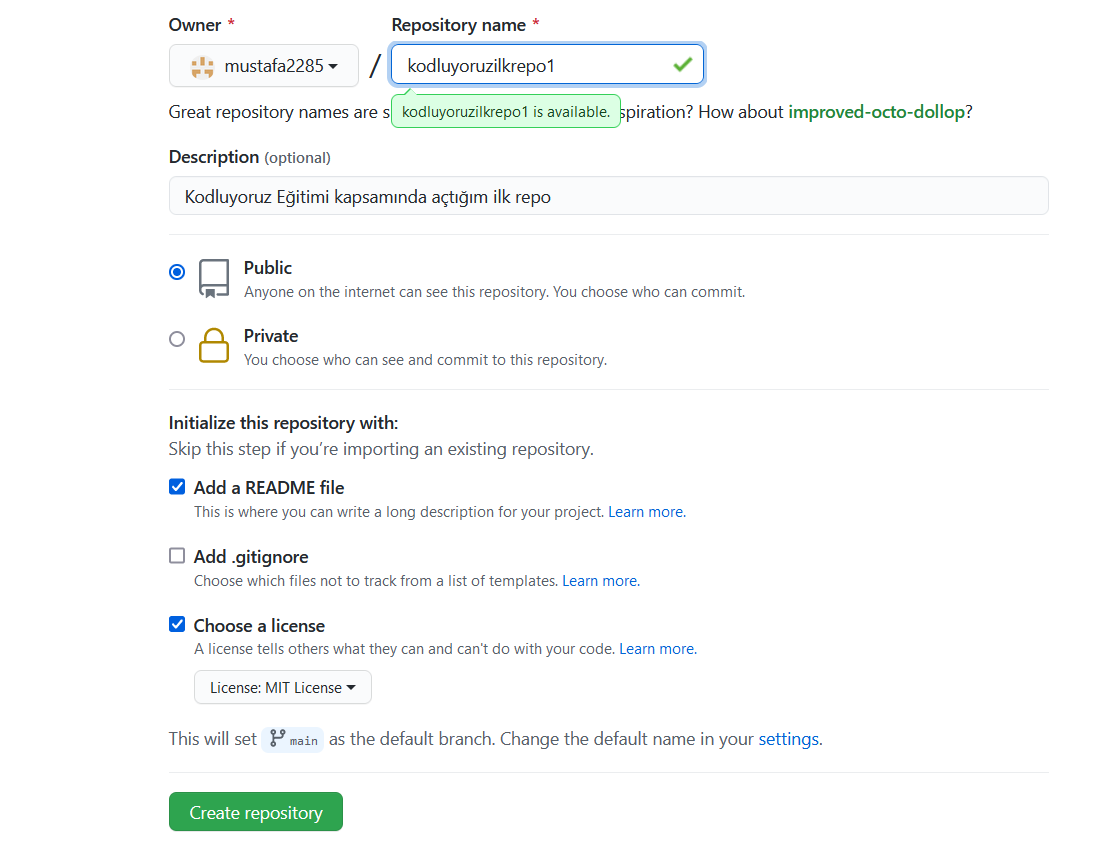 Owner *
Repository name *
mustafa2285 / kodluyoruzilkrepo1
Great repository names are s
kodluyoruzilkrepo1 is available.
spiration? How about improved-octo-dollop?
Description (optional)
Kodluyoruz Eğitimi kapsamında açtığım ilk repo
Public
Anyone on the internet can see this repository. You choose who can commit.
Private
You choose who can see and commit to this repository.
Initialize this repository with:
Skip this step if you’re importing an existing repository.
Add a README file
This is where you can write a long description for your project. Learn more.
Add .gitignore
Choose which files not to track from a list of templates. Learn more.
Choose a license
A license tells others what they can and can't do with your code. Learn more.
License: MIT License
This will set main as the default branch. Change the default name in your settings.
Create repository